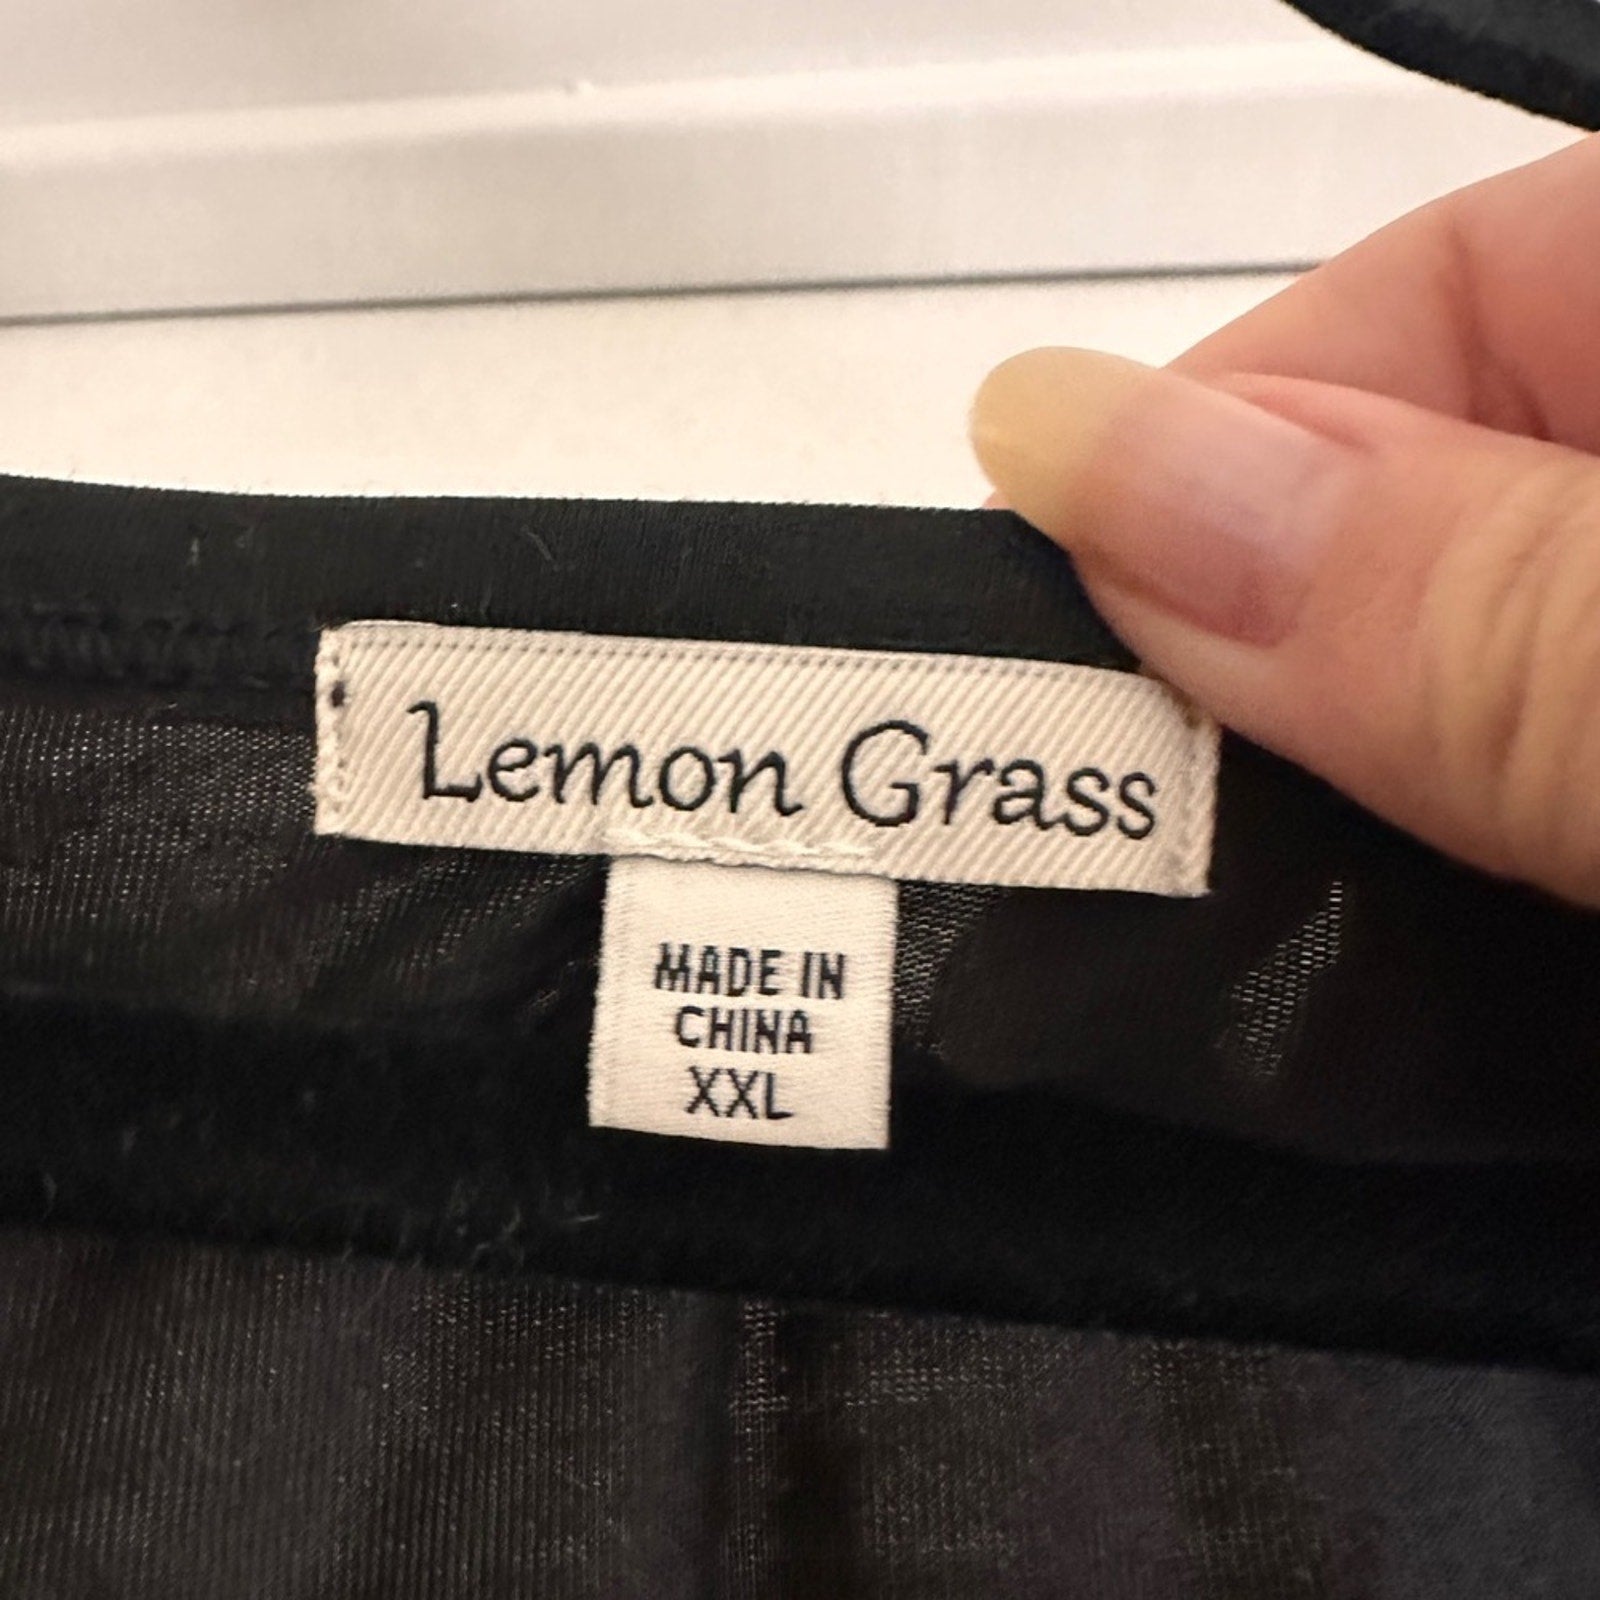 Lemon Grass
MADE IN
CHINA
XXL